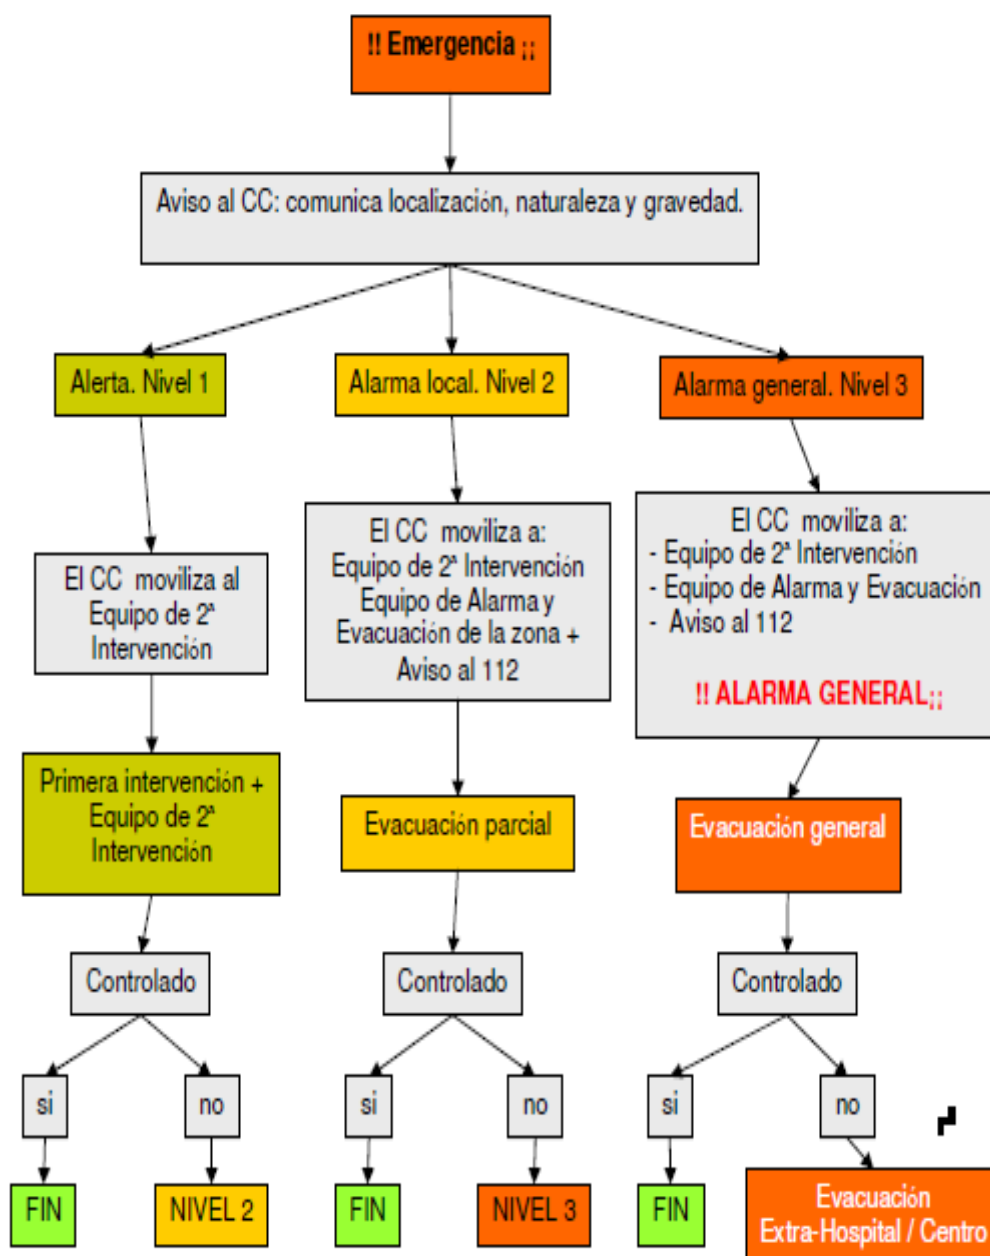 !! Emergencia ¡¡
Aviso al CC: comunica localización, naturaleza y gravedad.
Alerta. Nivel 1
Alarma local. Nivel 2
Alarma general. Nivel 3
El CC moviliza al
Equipo de 2ª
Intervención
El CC moviliza a:
Equipo de 2ª Intervención
Equipo de Alarma y
Evacuación de la zona +
Aviso al 112
El CC moviliza a:
- Equipo de 2ª Intervención
- Equipo de Alarma y Evacuación
- Aviso al 112
!! ALARMA GENERAL¡¡
Primera intervención +
Equipo de 2ª
Intervención
Evacuación parcial
Evacuación general
Controlado
Controlado
Controlado
si
no
si
no
si
no
FIN
NIVEL 2
FIN
NIVEL 3
FIN
Evacuación
Extra-Hospital / Centro